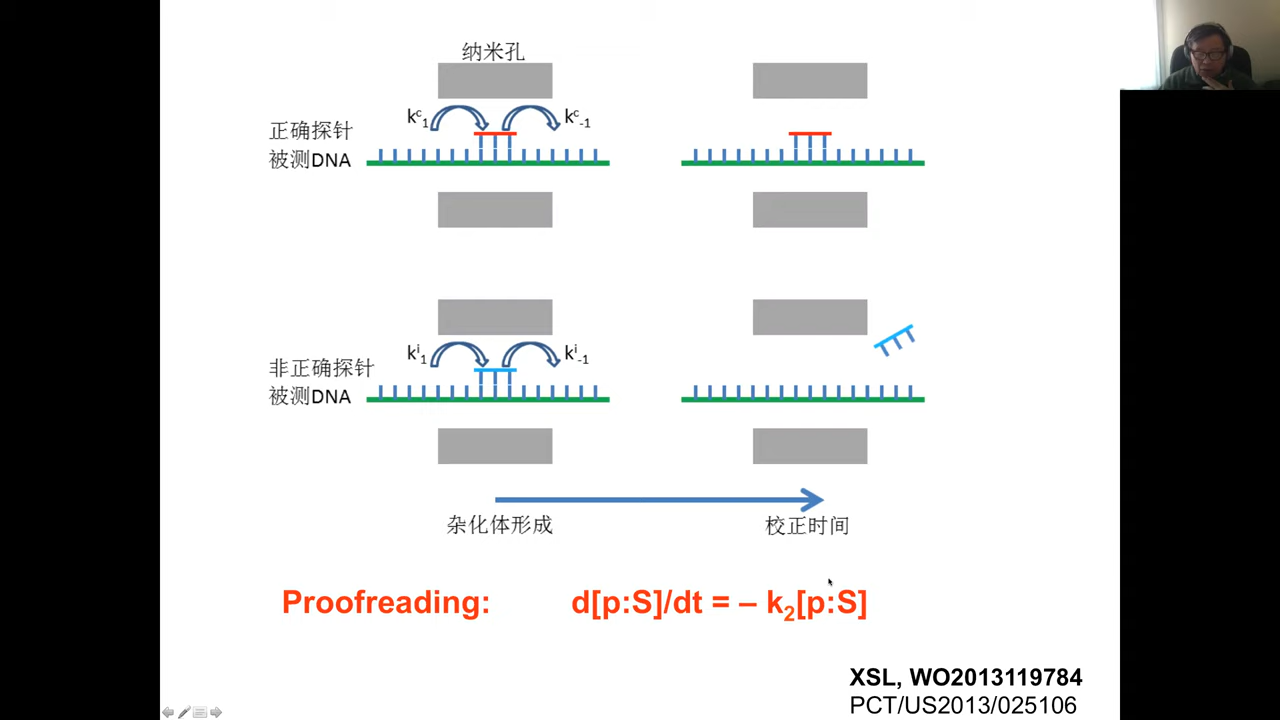 纳米孔
k^c_1 k^c_-1
正确探针
被测DNA
k^i_1 k^i_-1
非正确探针
被测DNA
杂化体形成 校正时间
Proofreading: d[p:S]/dt = – k_2[p:S]
XSL, WO2013119784
PCT/US2013/025106